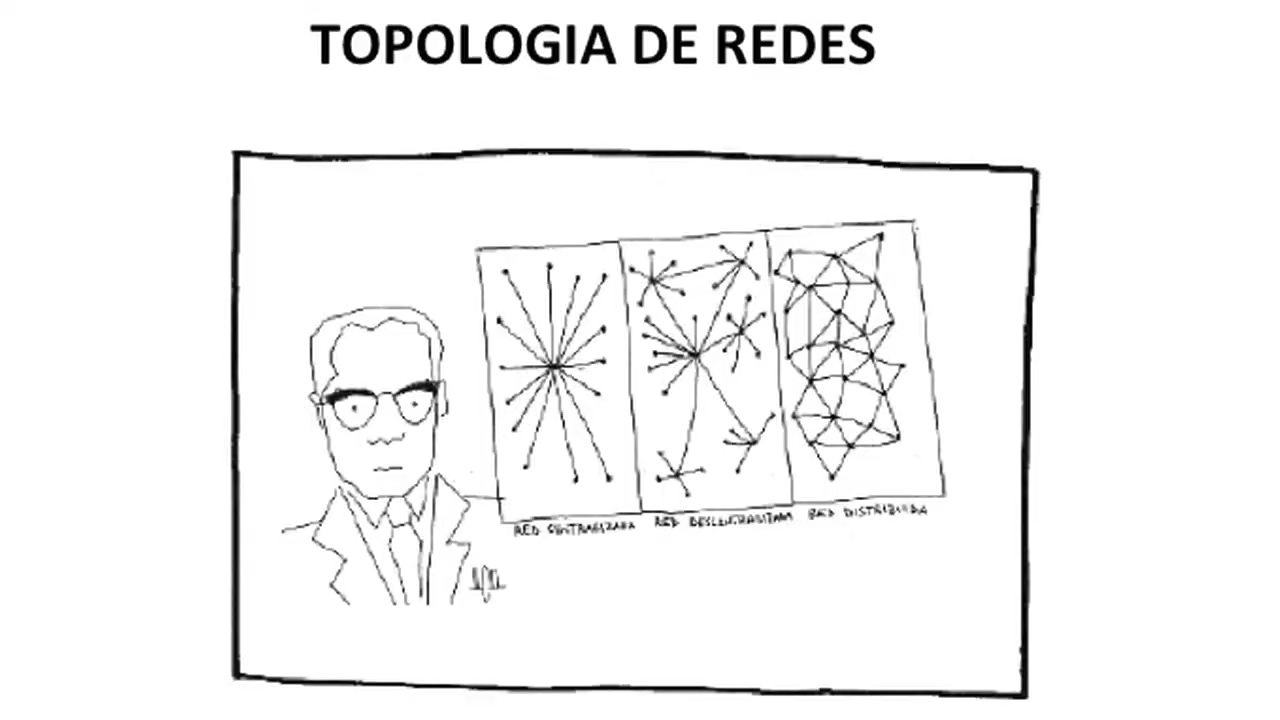 TOPOLOGIA DE REDES
RED CENTRALIZADA RED DESCENTRALIZADA RED DISTRIBUIDA